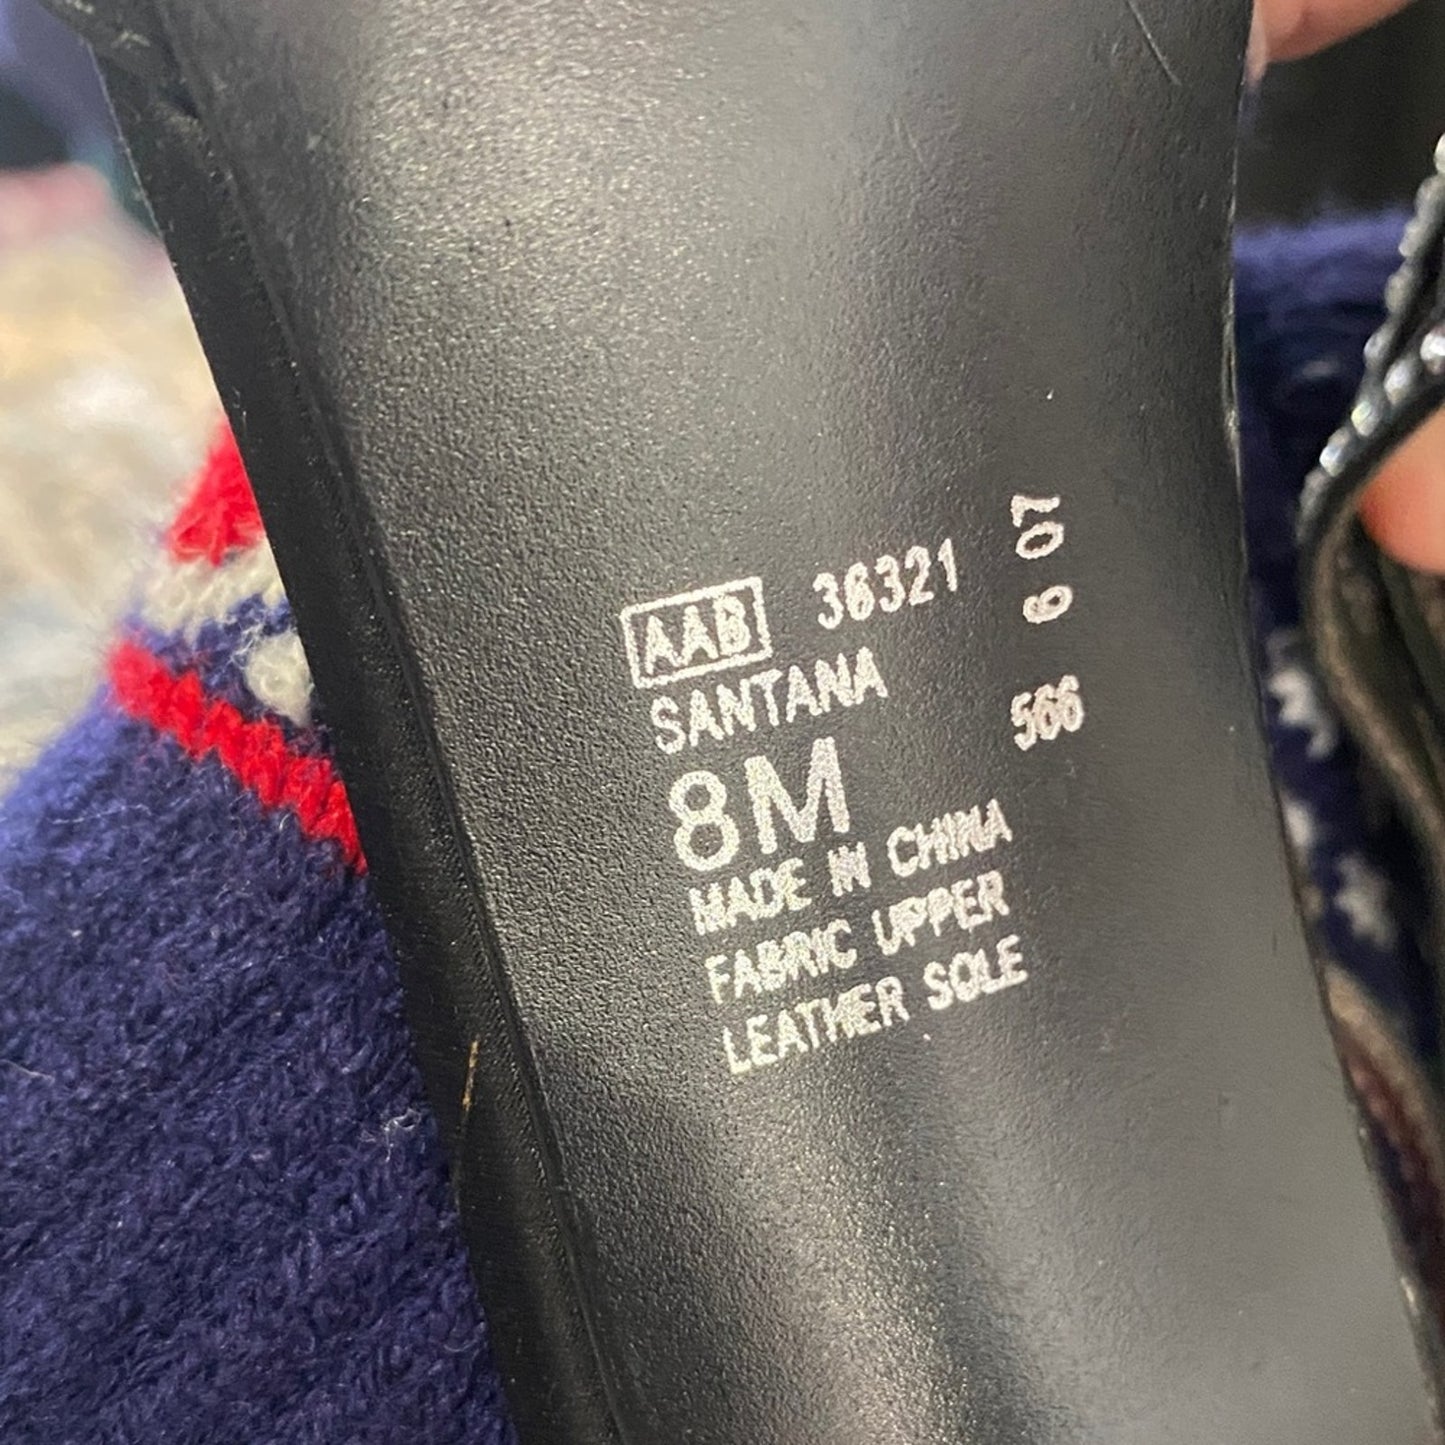 AAB 36321
SANTANA
8M
MADE IN CHINA
FABRIC UPPER
LEATHER SOLE
566 6 07